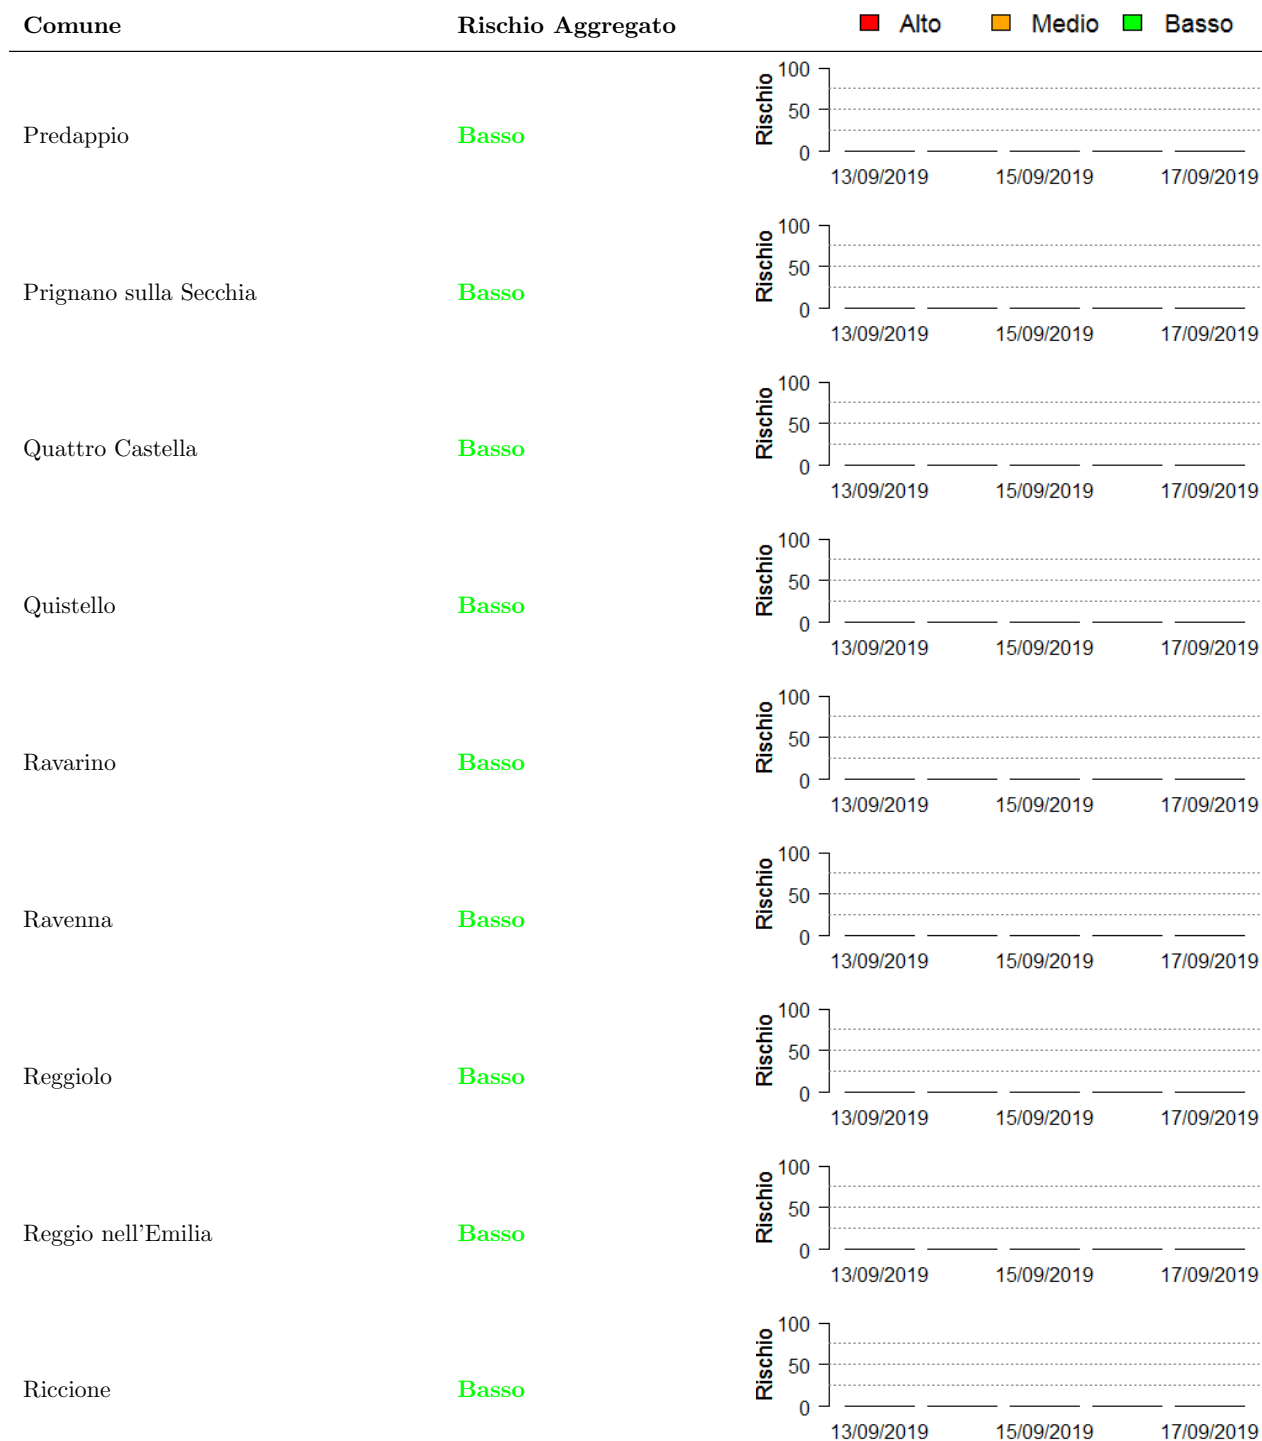 Comune Rischio Aggregato Alto Medio Basso
Predappio Basso
Rischio
100
50
0
13/09/2019 15/09/2019 17/09/2019
Prignano sulla Secchia Basso
Rischio
100
50
0
13/09/2019 15/09/2019 17/09/2019
Quattro Castella Basso
Rischio
100
50
0
13/09/2019 15/09/2019 17/09/2019
Quistello Basso
Rischio
100
50
0
13/09/2019 15/09/2019 17/09/2019
Ravarino Basso
Rischio
100
50
0
13/09/2019 15/09/2019 17/09/2019
Ravenna Basso
Rischio
100
50
0
13/09/2019 15/09/2019 17/09/2019
Reggiolo Basso
Rischio
100
50
0
13/09/2019 15/09/2019 17/09/2019
Reggio nell'Emilia Basso
Rischio
100
50
0
13/09/2019 15/09/2019 17/09/2019
Riccione Basso
Rischio
100
50
0
13/09/2019 15/09/2019 17/09/2019